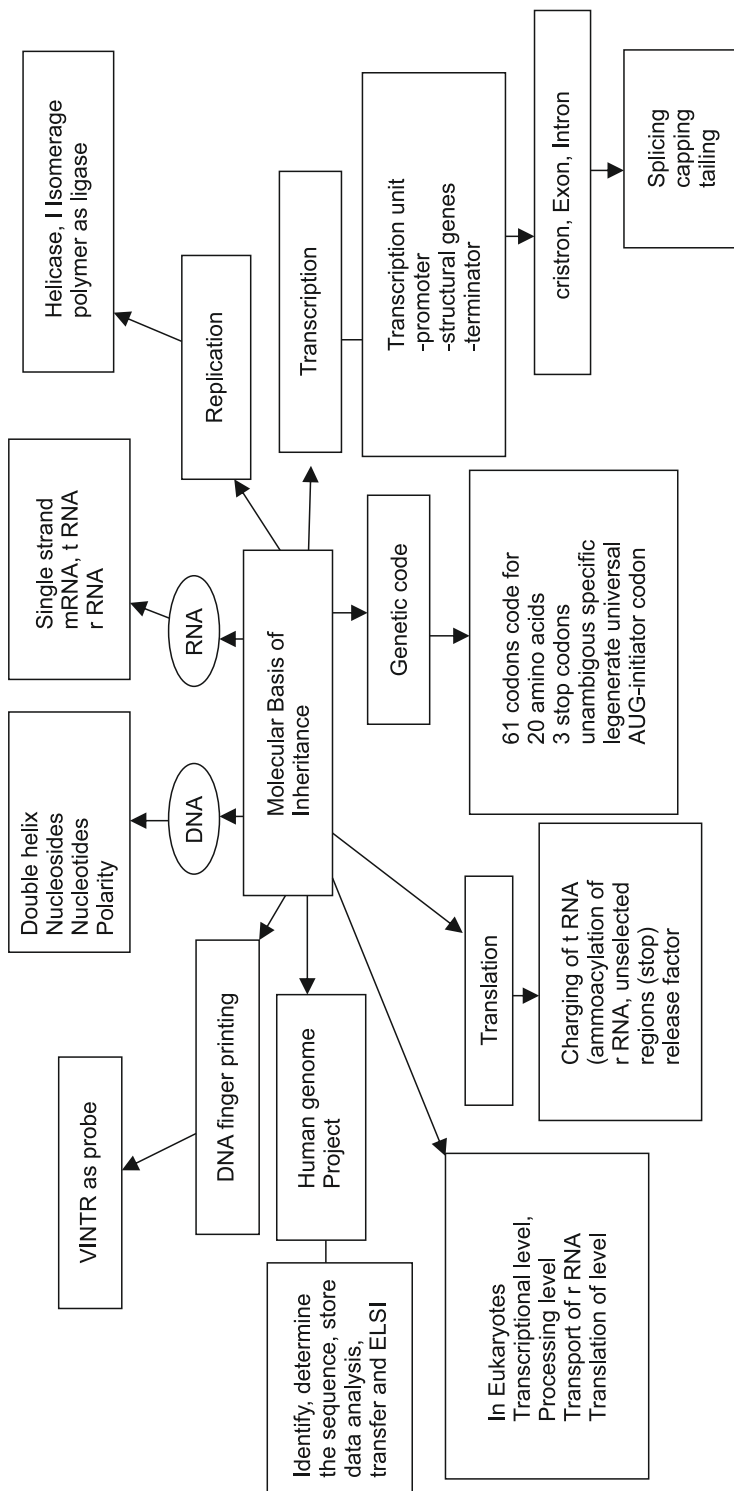 VINTR as probe
DNA finger printing
Human genome
Project
Identify, determine
the sequence, store
data analysis,
transfer and ELSI
Double helix
Nucleosides
Nucleotides
Polarity
DNA
Single strand
mRNA, t RNA
r RNA
RNA
Helicase, I Isomerage
polymer as ligase
Replication
Molecular Basis of
Inheritance
Transcription
Transcription unit
-promoter
-structural genes
-terminator
cristron, Exon, Intron
Splicing
capping
tailing
Genetic code
61 codons code for
20 amino acids
3 stop codons
unambigous specific
legenerate universal
AUG-initiator codon
Translation
Charging of t RNA
(ammoacylation of
r RNA, unselected
regions (stop)
release factor
In Eukaryotes
Transcriptional level,
Processing level
Transport of r RNA
Translation of level